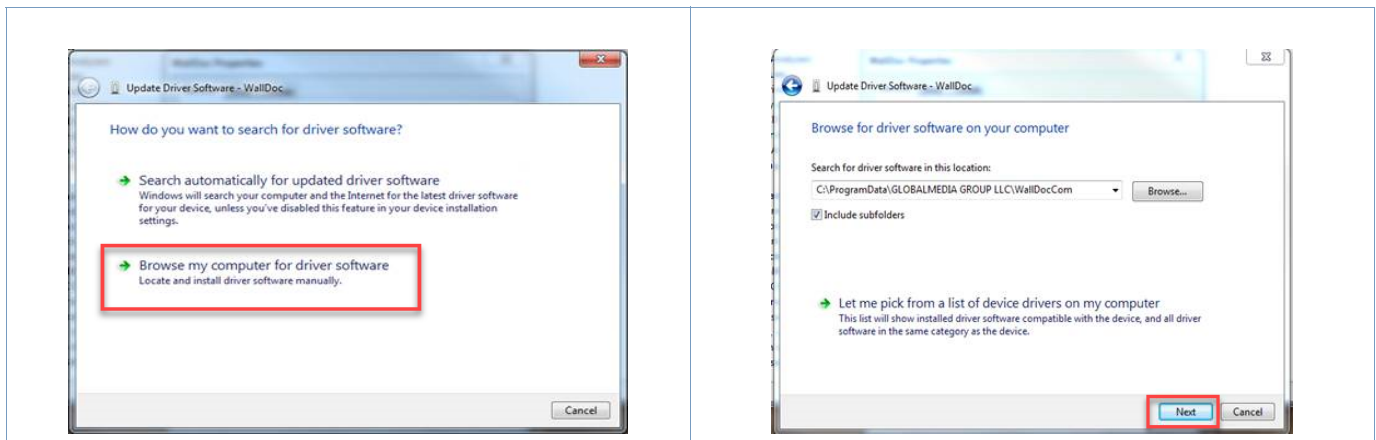 Update Driver Software - WallDoc
How do you want to search for driver software?
Search automatically for updated driver software
Windows will search your computer and the Internet for the latest driver software
for your device, unless you've disabled this feature in your device installation
settings.
Browse my computer for driver software
Locate and install driver software manually.
Cancel
Update Driver Software - WallDoc
Browse for driver software on your computer
Search for driver software in this location:
C:\ProgramData\GLOBALMEDIA GROUP LLC\WallDocCom
Browse...
Include subfolders
Let me pick from a list of device drivers on my computer
This list will show installed driver software compatible with the device, and all driver
software in the same category as the device.
Next
Cancel